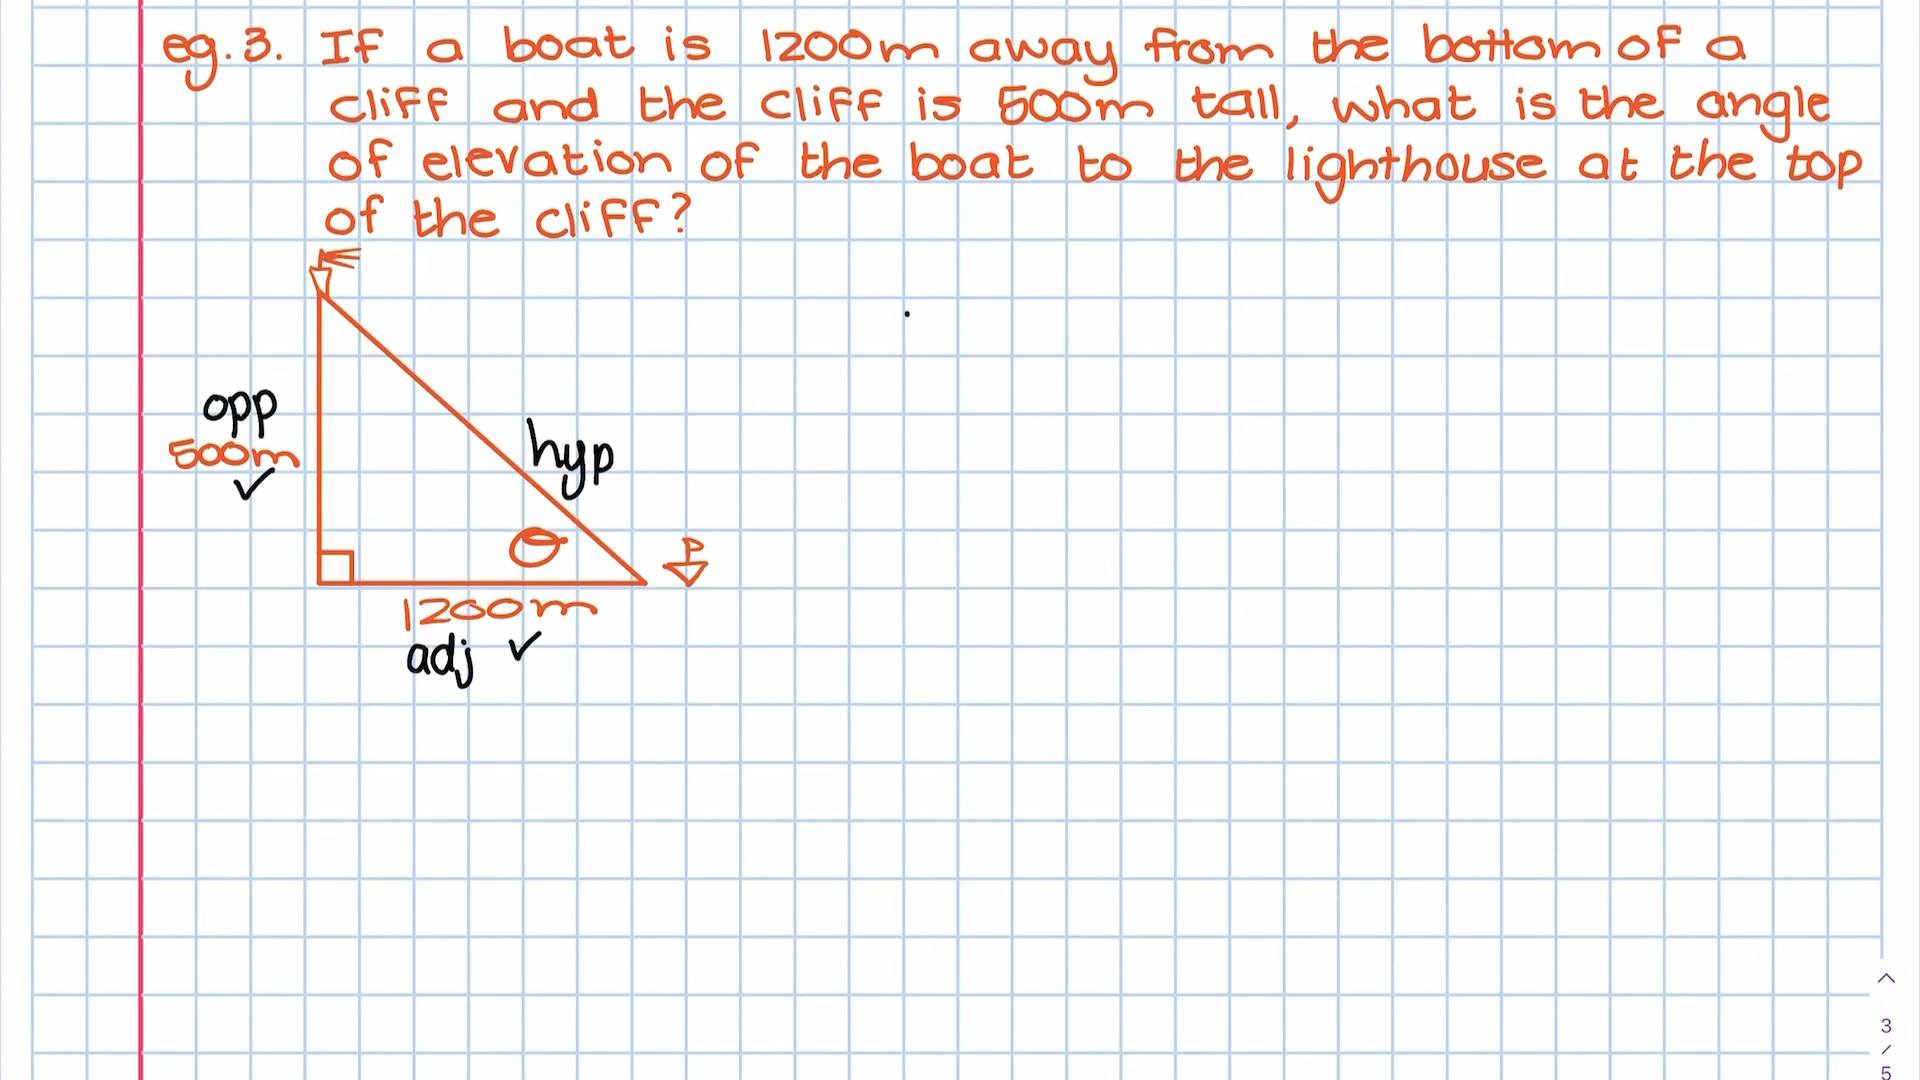 eg. 3. If a boat is 1200m away from the bottom of a
cliff and the cliff is 500m tall, what is the angle
of elevation of the boat to the lighthouse at the top
of the cliff?
opp
500m
✓
hyp
θ
1200m
adj ✓
3
/
5